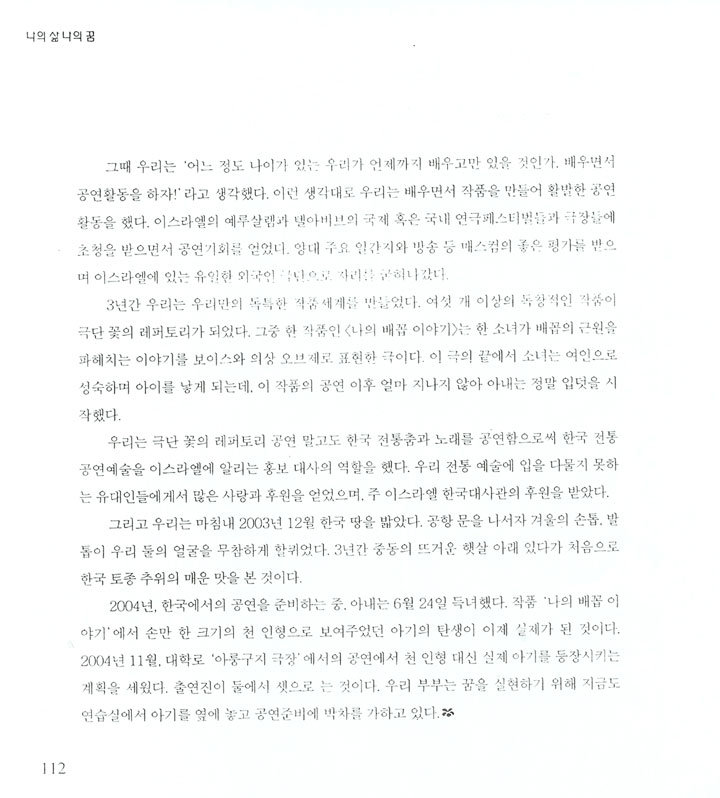 나의 삶 나의 꿈
그때 우리는 '어느 정도 나이가 있는 우리가 언제까지 배우고만 있을 것인가, 배우면서
공연활동을 하자!' 라고 생각했다. 이런 생각대로 우리는 배우면서 작품을 만들어 활발한 공연
활동을 했다. 이스라엘의 예루살렘과 텔아비브의 국제 혹은 국내 연극페스티벌들과 극장들에
초청을 받으면서 공연기회를 얻었다. 양대 주요 일간지와 방송 등 매스컴의 좋은 평가를 받으
며 이스라엘에 있는 유일한 외국인 극단으로 자리를 굳혀나갔다.
3년간 우리는 우리만의 독특한 작품세계를 만들었다. 여섯 개 이상의 독창적인 작품이
극단 꽃의 레퍼토리가 되었다. 그중 한 작품인 〈나의 배꼽 이야기〉는 한 소녀가 배꼽의 근원을
파헤치는 이야기를 보이스와 의상 오브제로 표현한 극이다. 이 극의 끝에서 소녀는 여인으로
성숙하며 아이를 낳게 되는데, 이 작품의 공연 이후 얼마 지나지 않아 아내는 정말 입덧을 시
작했다.
우리는 극단 꽃의 레퍼토리 공연 말고도 한국 전통춤과 노래를 공연함으로써 한국 전통
공연예술을 이스라엘에 알리는 홍보 대사의 역할을 했다. 우리 전통 예술에 입을 다물지 못하
는 유대인들에게서 많은 사랑과 후원을 얻었으며, 주 이스라엘 한국대사관의 후원을 받았다.
그리고 우리는 마침내 2003년 12월 한국 땅을 밟았다. 공항 문을 나서자 겨울의 손톱, 발
톱이 우리 둘의 얼굴을 무참하게 할퀴었다. 3년간 중동의 뜨거운 햇살 아래 있다가 처음으로
한국 토종 추위의 매운 맛을 본 것이다.
2004년, 한국에서의 공연을 준비하는 중, 아내는 6월 24일 득녀했다. 작품 '나의 배꼽 이
야기' 에서 손만 한 크기의 천 인형으로 보여주었던 아기의 탄생이 이제 실제가 된 것이다.
2004년 11월, 대학로 '아룽구지 극장' 에서의 공연에서 천 인형 대신 실제 아기를 등장시키는
계획을 세웠다. 출연진이 둘에서 셋으로 는 것이다. 우리 부부는 꿈을 실현하기 위해 지금도
연습실에서 아기를 옆에 놓고 공연준비에 박차를 가하고 있다.
112